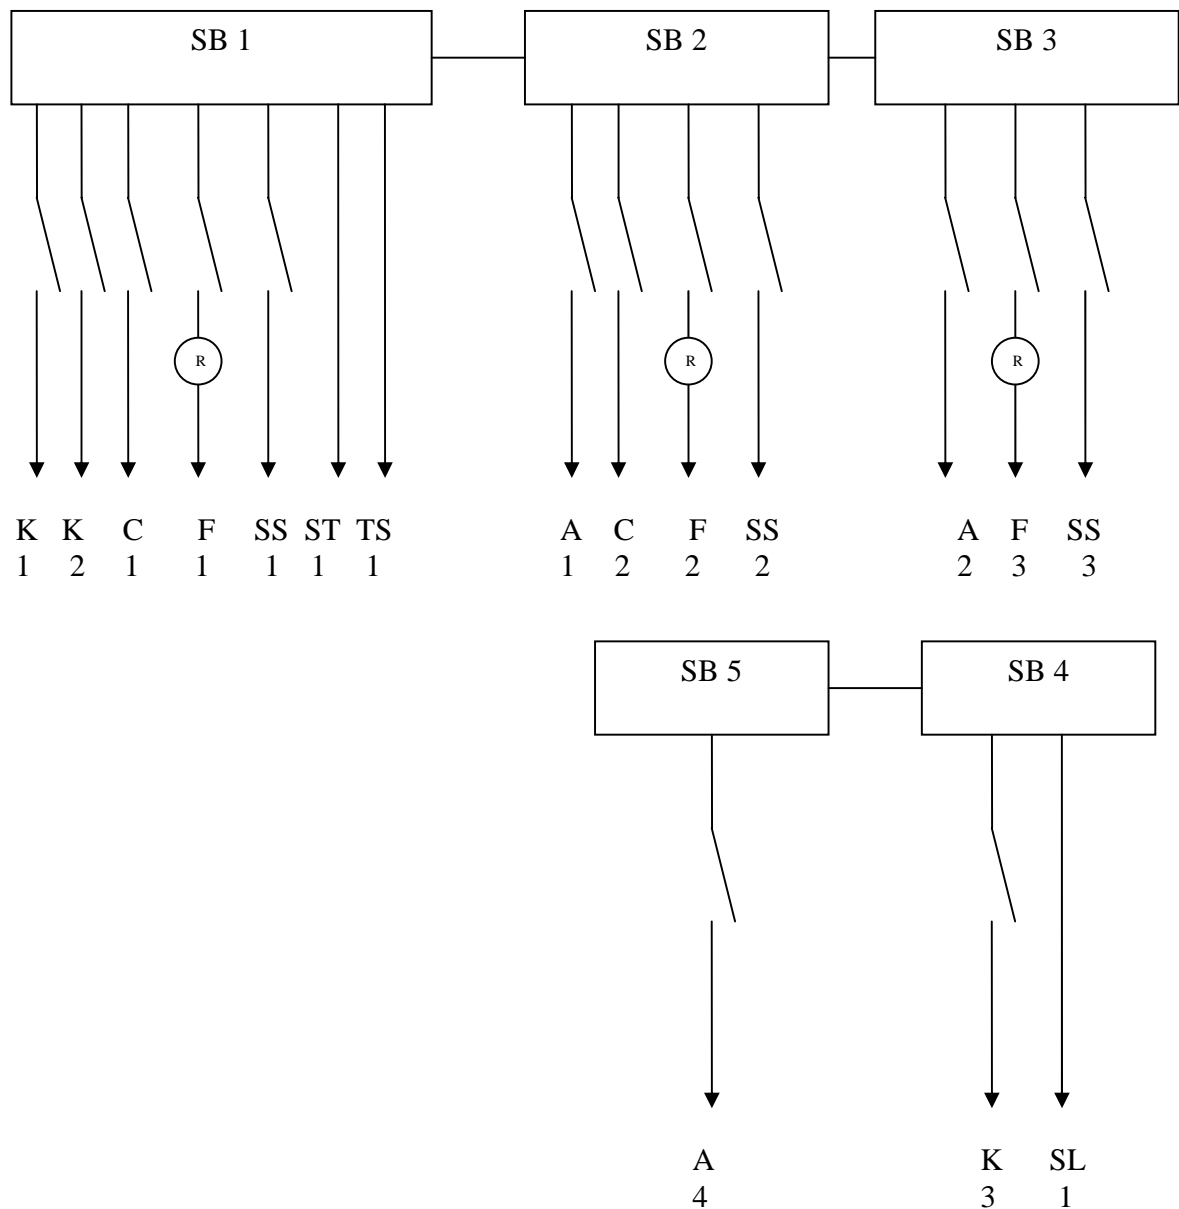 SB 1
SB 2
SB 3
R
R
R
K K C F SS ST TS
1 2 1 1 1 1 1
A C F SS
1 2 2 2
A F SS
2 3 3
SB 5
SB 4
A
4
K SL
3 1